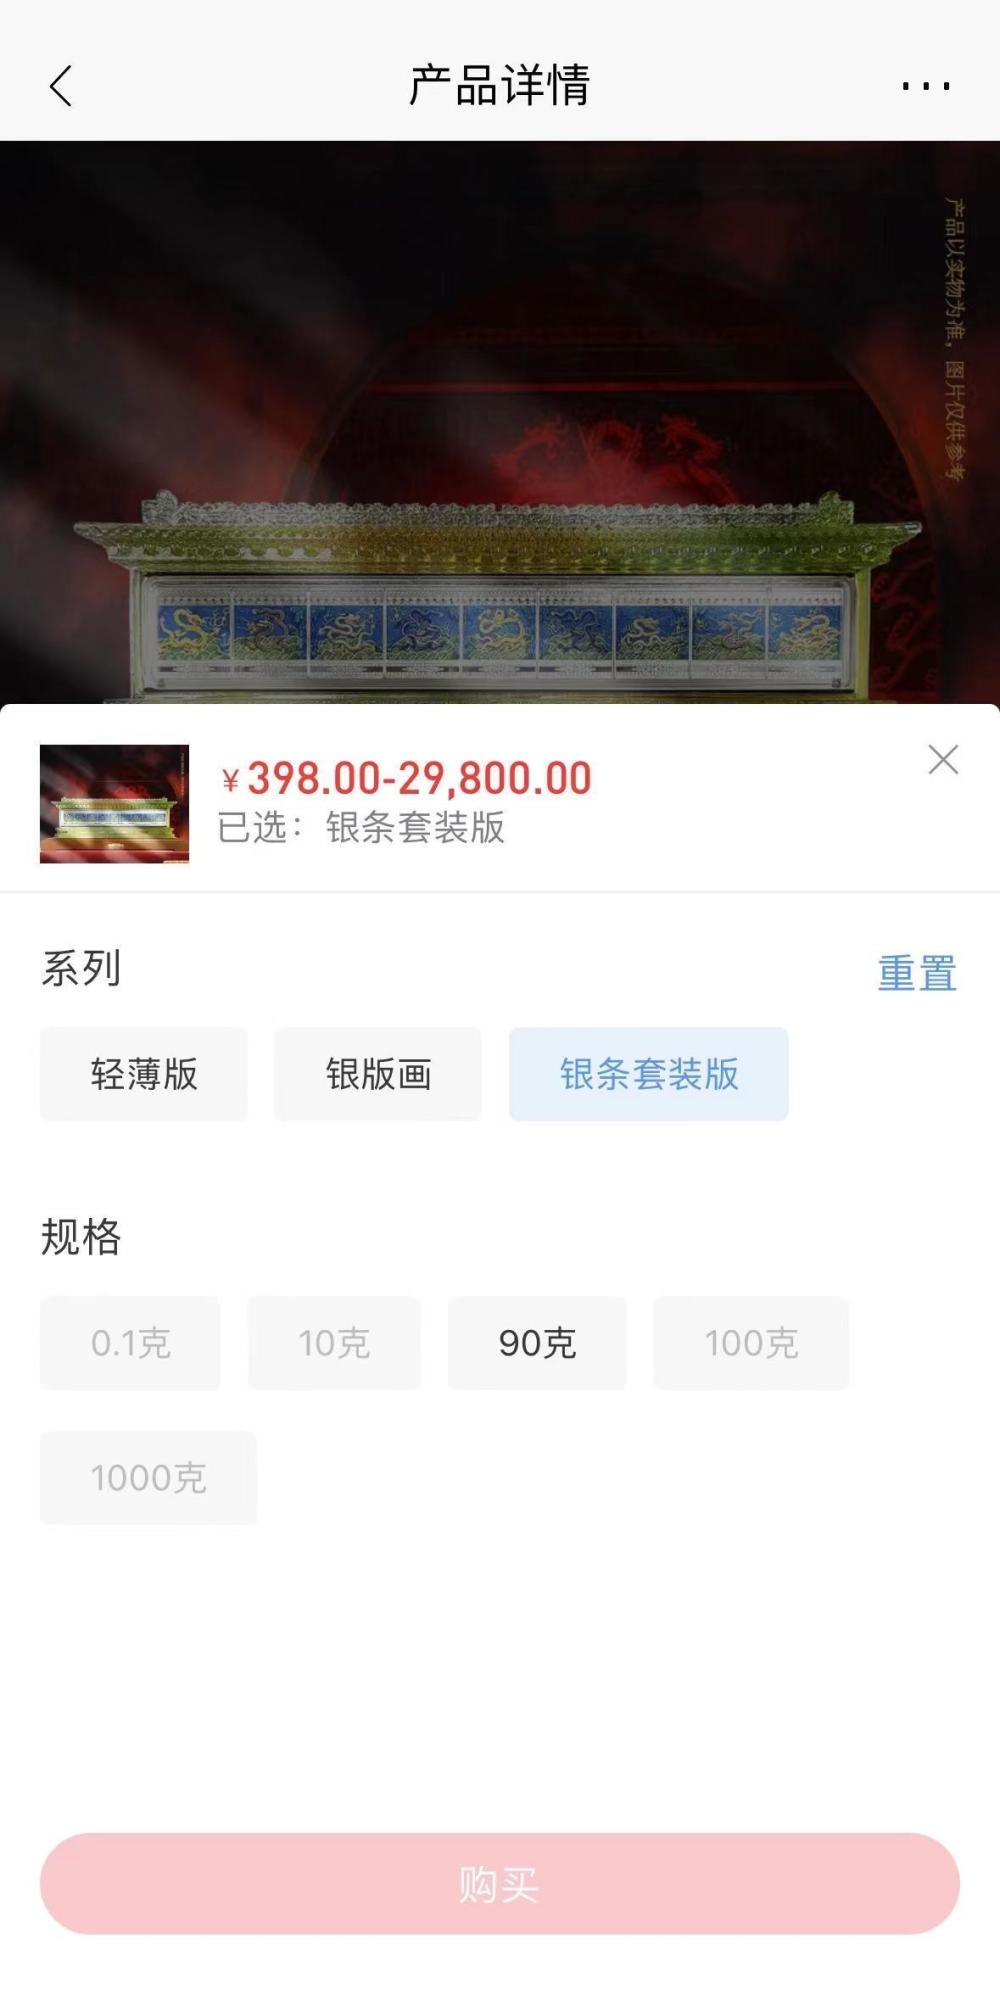 产品详情
产品以实物为准，图片仅供参考
¥398.00-29,800.00
已选：银条套装版
系列
重置
轻薄版 银版画 银条套装版
规格
0.1克 10克 90克 100克
1000克
购买